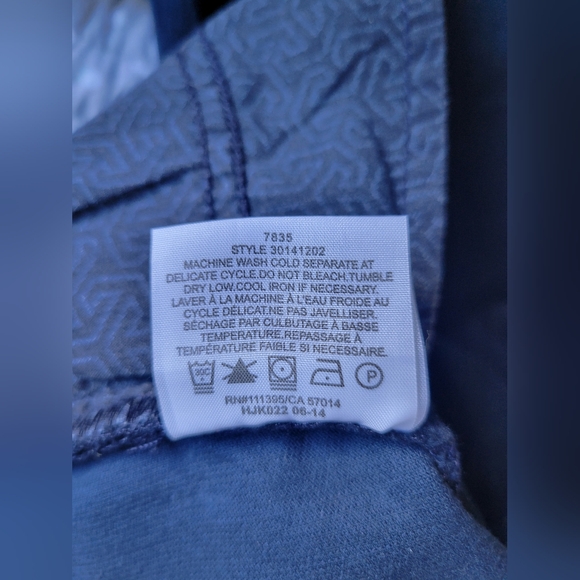 7835
STYLE 30141202
MACHINE WASH COLD SEPARATE AT
DELICATE CYCLE.DO NOT BLEACH.TUMBLE
DRY LOW.COOL IRON IF NECESSARY.
LAVER À LA MACHINE À L'EAU FROIDE AU
CYCLE DÉLICAT.NE PAS JAVELLISER.
SÉCHAGE PAR CULBUTAGE À BASSE
TEMPERATURE.REPASSAGE À
TEMPÉRATURE FAIBLE SI NECESSAIRE.
30C P
RN#111395/CA 57014
HJK022 06-14